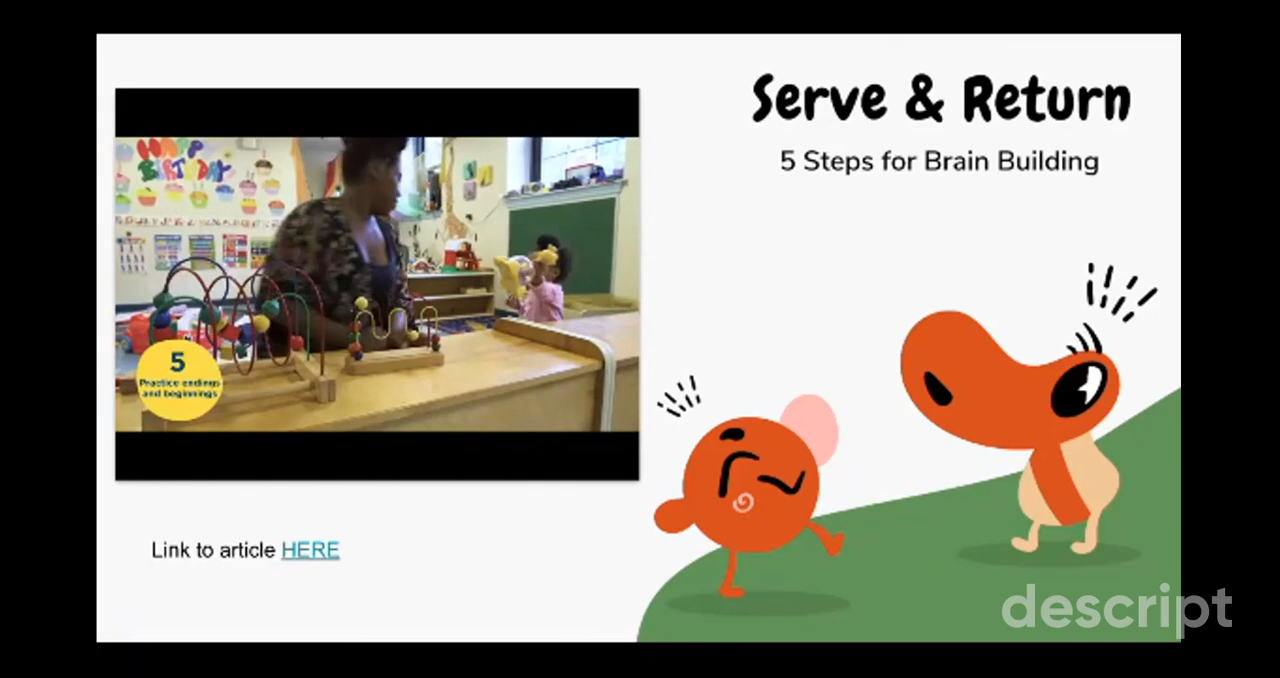 Serve & Return
5 Steps for Brain Building
HAPPY
BIRTHDAY
5
Practice endings
and beginnings
Link to article HERE
descript